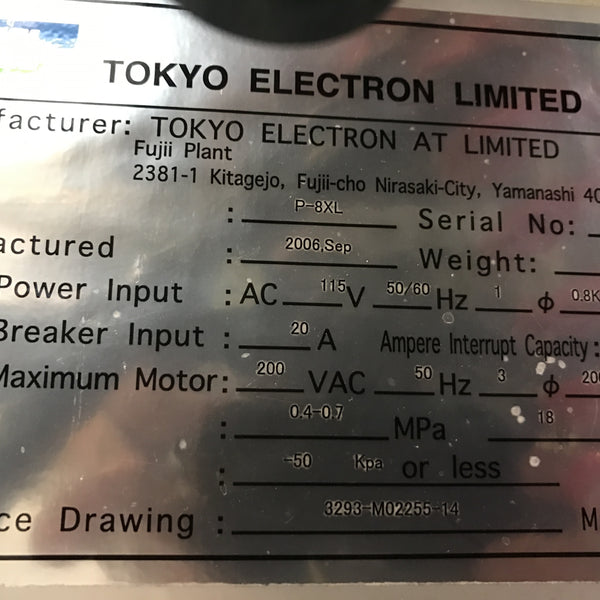 TOKYO ELECTRON LIMITED
facturer: TOKYO ELECTRON AT LIMITED
Fujii Plant
2381-1 Kitagejo, Fujii-cho Nirasaki-City, Yamanashi 40
: P-8XL Serial No:
actured : 2006,Sep Weight:
Power Input : AC 115V 50/60 Hz 1 ϕ 0.8K
Breaker Input : 20 A Ampere Interrupt Capacity :
Maximum Motor: 200 VAC 50 Hz 3 ϕ 200
: 0.4-0.7 MPa 18
: -50 Kpa or less
ce Drawing : 3293-M02255-14 M